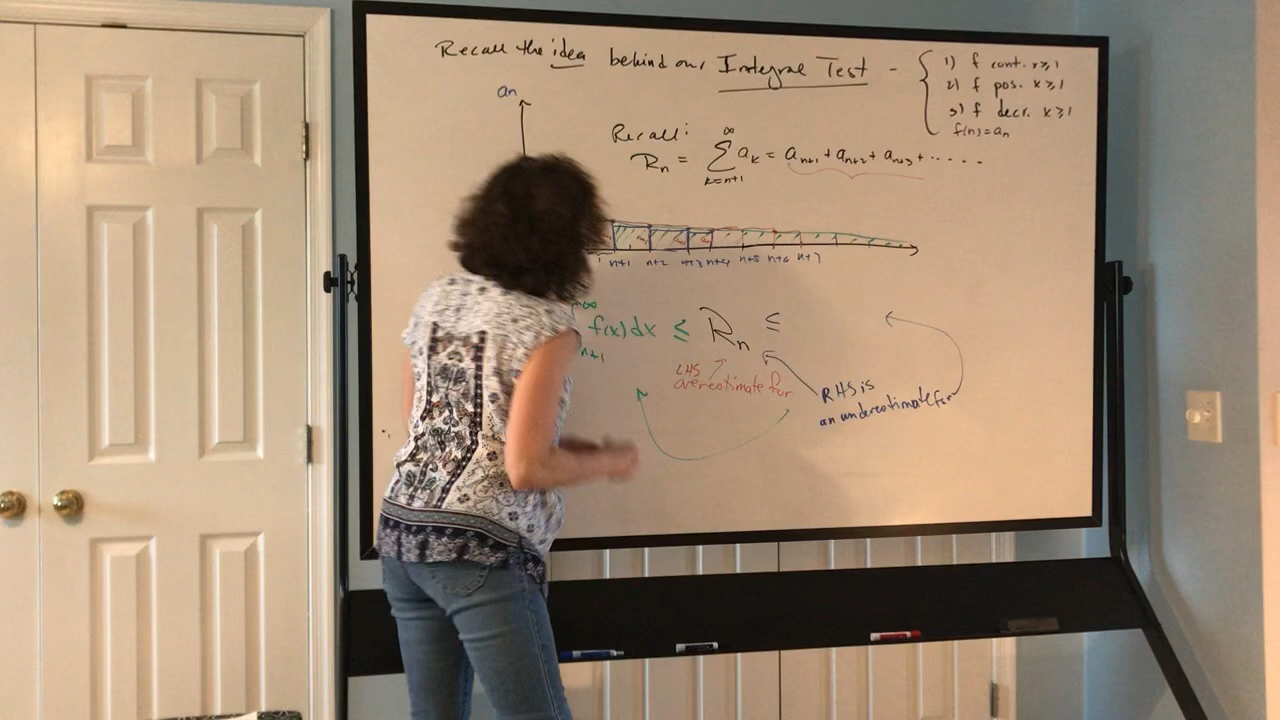 Recall the idea behind our Integral Test -
1) f cont. x≥1
2) f pos. x≥1
3) f decr. x≥1
f(n)=an
an
Recall:
Rn = ∞∑k=n+1 ak = an+1 + an+2 + an+3 + ·····
n+1 n+2 n+3 n+4 n+5 n+6 n+7
∞ n+1 f(x)dx ≤ Rn ≤
LHS
overestimate for
RHS is
an underestimate for